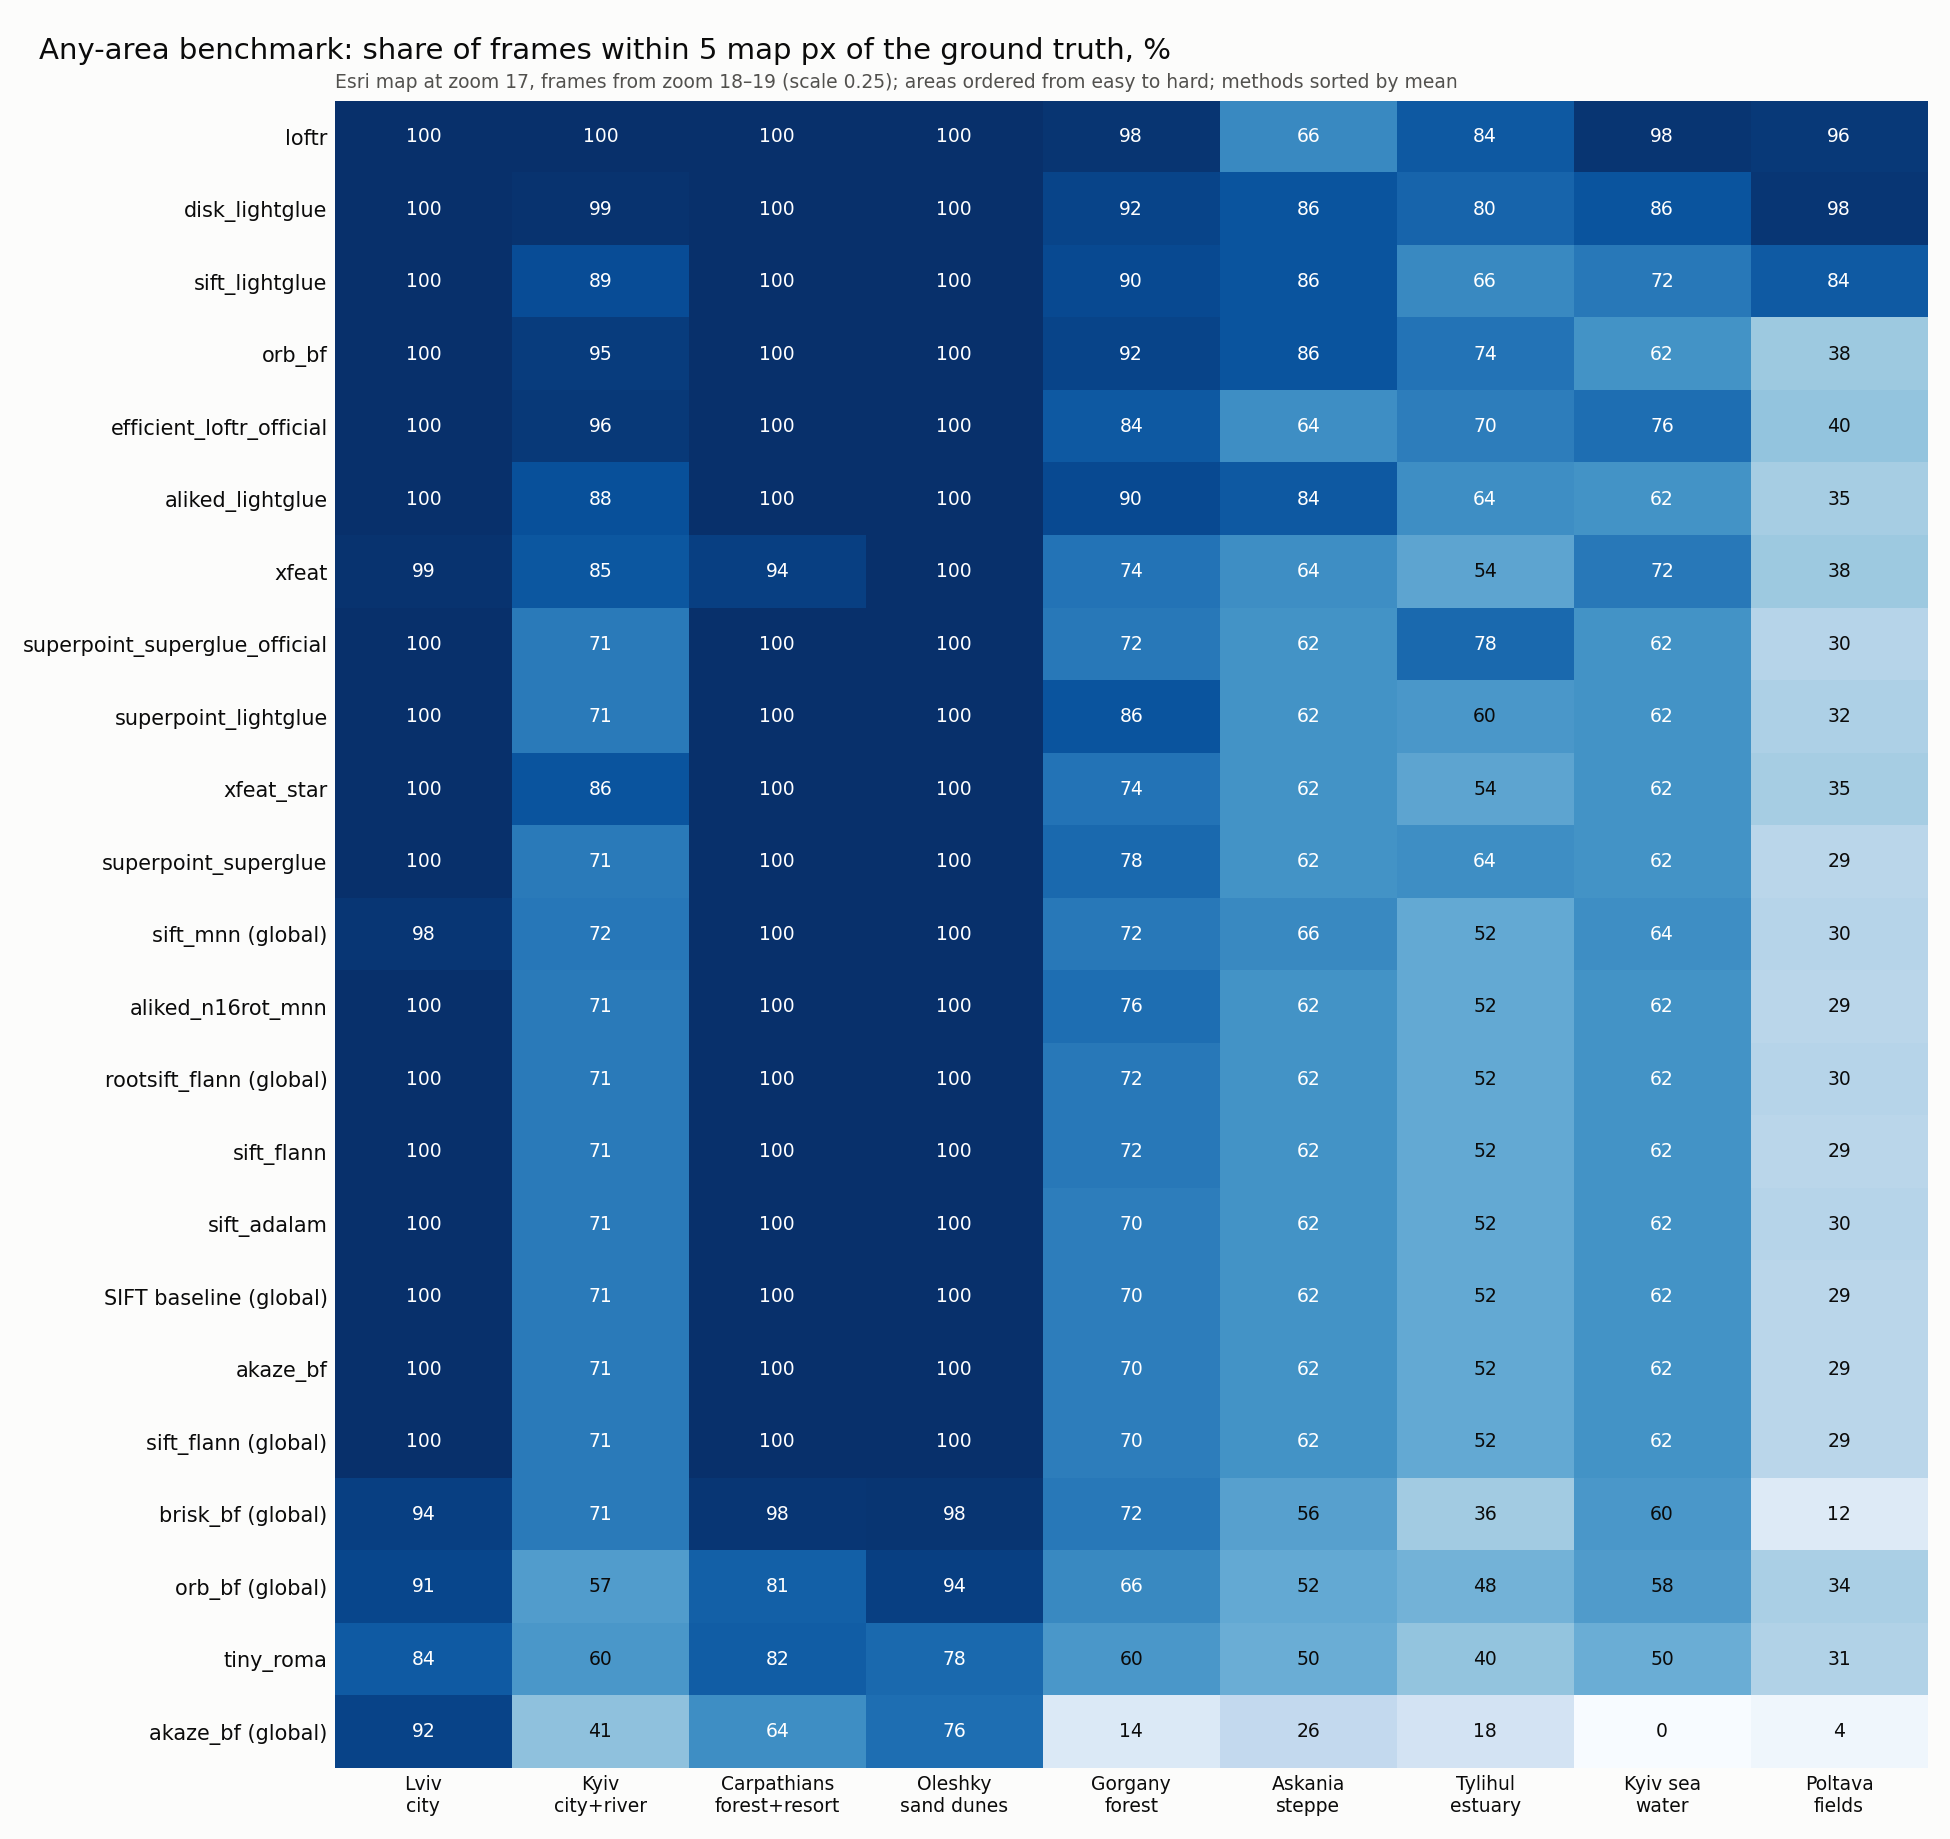 Any-area benchmark: share of frames within 5 map px of the ground truth, %
Esri map at zoom 17, frames from zoom 18–19 (scale 0.25); areas ordered from easy to hard; methods sorted by mean
loftr 100 100 100 100 98 66 84 98 96
disk_lightglue 100 99 100 100 92 86 80 86 98
sift_lightglue 100 89 100 100 90 86 66 72 84
orb_bf 100 95 100 100 92 86 74 62 38
efficient_loftr_official 100 96 100 100 84 64 70 76 40
aliked_lightglue 100 88 100 100 90 84 64 62 35
xfeat 99 85 94 100 74 64 54 72 38
superpoint_superglue_official 100 71 100 100 72 62 78 62 30
superpoint_lightglue 100 71 100 100 86 62 60 62 32
xfeat_star 100 86 100 100 74 62 54 62 35
superpoint_superglue 100 71 100 100 78 62 64 62 29
sift_mnn (global) 98 72 100 100 72 66 52 64 30
aliked_n16rot_mnn 100 71 100 100 76 62 52 62 29
rootsift_flann (global) 100 71 100 100 72 62 52 62 30
sift_flann 100 71 100 100 72 62 52 62 29
sift_adalam 100 71 100 100 70 62 52 62 30
SIFT baseline (global) 100 71 100 100 70 62 52 62 29
akaze_bf 100 71 100 100 70 62 52 62 29
sift_flann (global) 100 71 100 100 70 62 52 62 29
brisk_bf (global) 94 71 98 98 72 56 36 60 12
orb_bf (global) 91 57 81 94 66 52 48 58 34
tiny_roma 84 60 82 78 60 50 40 50 31
akaze_bf (global) 92 41 64 76 14 26 18 0 4
Lviv Kyiv Carpathians Oleshky Gorgany Askania Tylihul Kyiv sea Poltava
city city+river forest+resort sand dunes forest steppe estuary water fields